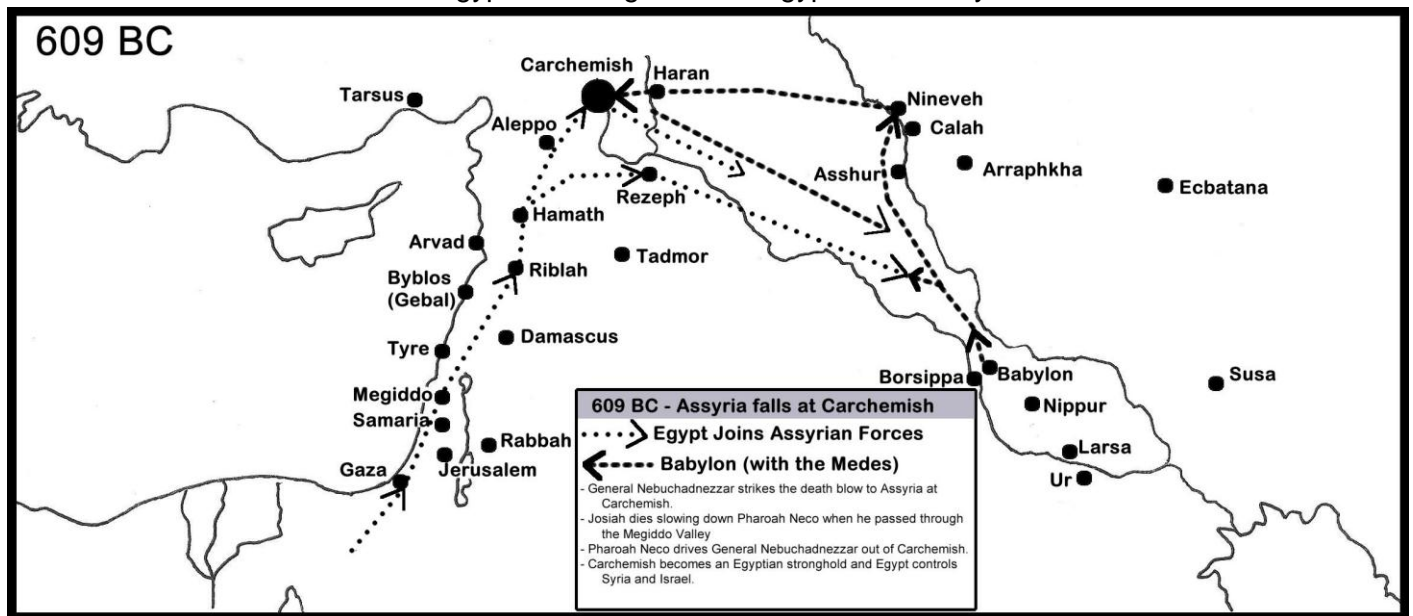 609 BC
Carchemish
Haran
Tarsus
Nineveh
Aleppo
Calah
Arraphkha
Asshur
Rezeph
Ecbatana
Hamath
Arvad
Tadmor
Riblah
Byblos
(Gebal)
Damascus
Tyre
Borsippa
Babylon
Susa
Megiddo
Nippur
Samaria
Rabbah
Larsa
Gaza
Jerusalem
Ur
609 BC - Assyria falls at Carchemish
Egypt Joins Assyrian Forces
Babylon (with the Medes)
- General Nebuchadnezzar strikes the death blow to Assyria at
Carchemish.
- Josiah dies slowing down Pharoah Neco when he passed through
the Megiddo Valley
- Pharoah Neco drives General Nebuchadnezzar out of Carchemish.
- Carchemish becomes an Egyptian stronghold and Egypt controls
Syria and Israel.